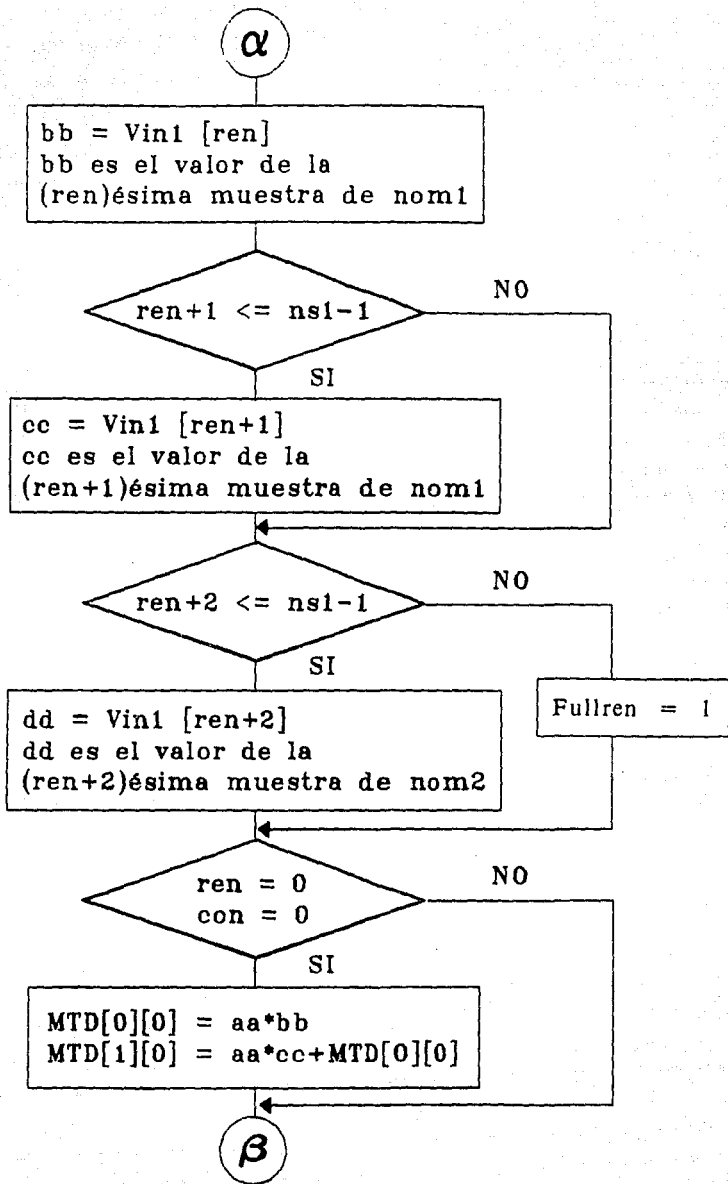 α
bb = Vin1 [ren]
bb es el valor de la
(ren)ésima muestra de nom1
ren+1 <= ns1-1
NO
SI
cc = Vin1 [ren+1]
cc es el valor de la
(ren+1)ésima muestra de nom1
ren+2 <= ns1-1
NO
SI
Fullren = 1
dd = Vin1 [ren+2]
dd es el valor de la
(ren+2)ésima muestra de nom2
ren = 0
con = 0
NO
SI
MTD[0][0] = aa*bb
MTD[1][0] = aa*cc+MTD[0][0]
β